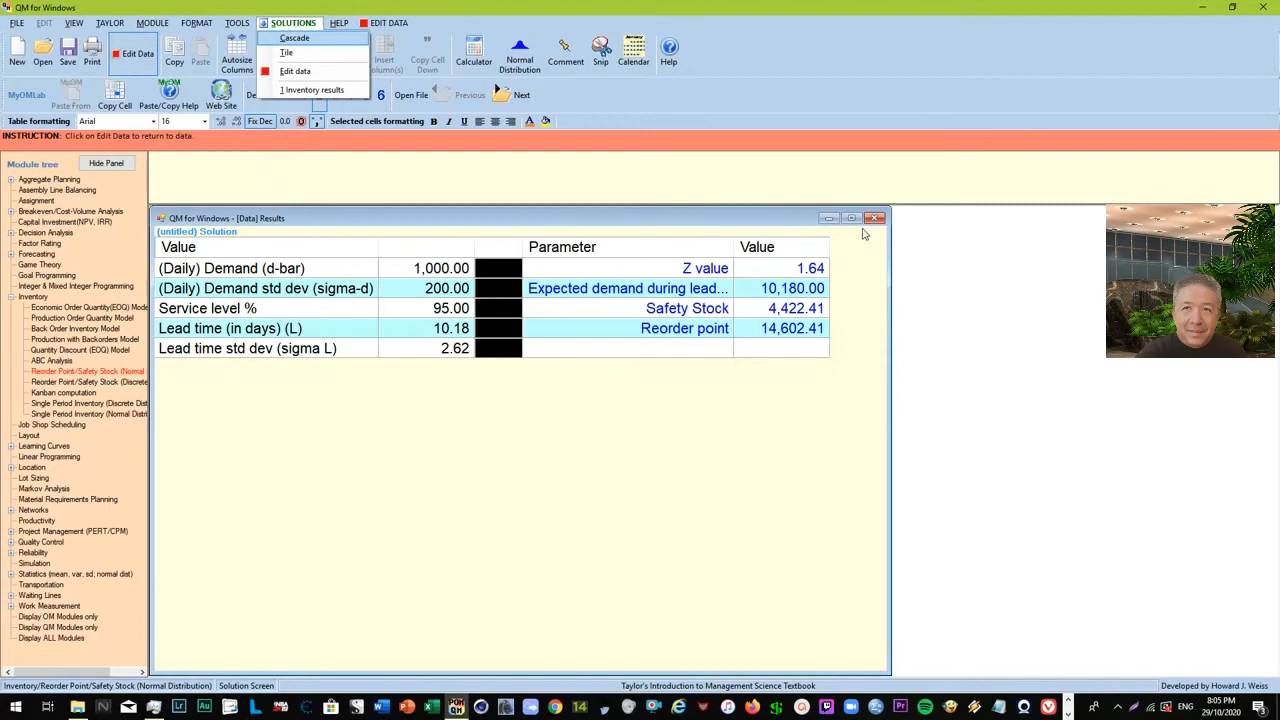 QM for Windows
FILE EDIT VIEW TAYLOR MODULE FORMAT TOOLS SOLUTIONS HELP EDIT DATA
Cascade
Tile
Edit data
1 Inventory results
New Open Save Print Edit Data Copy Paste Autosize Columns Insert Column(s) Copy Cell Down Calculator Normal Distribution Comment Snip Calendar Help
MyOMLab Paste From Copy Cell Paste/Copy Help Web Site 6 Open File Previous Next
MyOM
Table formatting Arial 16 Fix Dec 0.0 Selected cells formatting B I U
INSTRUCTION: Click on Edit Data to return to data.
Module tree Hide Panel
Aggregate Planning
Assembly Line Balancing
Assignment
Breakeven/Cost-Volume Analysis
Capital Investment(NPV, IRR)
Decision Analysis
Factor Rating
Forecasting
Game Theory
Goal Programming
Integer & Mixed Integer Programming
Inventory
Economic Order Quantity(EOQ) Mode
Production Order Quantity Model
Back Order Inventory Model
Production with Backorders Model
Quantity Discount (EOQ) Model
ABC Analysis
Reorder Point/Safety Stock (Normal
Reorder Point/Safety Stock (Discrete
Kanban computation
Single Period Inventory (Discrete Dist
Single Period Inventory (Normal Distri
Job Shop Scheduling
Layout
Learning Curves
Linear Programming
Location
Lot Sizing
Markov Analysis
Material Requirements Planning
Networks
Productivity
Project Management (PERT/CPM)
Quality Control
Reliability
Simulation
Statistics (mean, var, sd; normal dist)
Transportation
Waiting Lines
Work Measurement
Display OM Modules only
Display QM Modules only
Display ALL Modules
QM for Windows - [Data] Results
(untitled) Solution
Value Parameter Value
(Daily) Demand (d-bar) 1,000.00 Z value 1.64
(Daily) Demand std dev (sigma-d) 200.00 Expected demand during lead... 10,180.00
Service level % 95.00 Safety Stock 4,422.41
Lead time (in days) (L) 10.18 Reorder point 14,602.41
Lead time std dev (sigma L) 2.62
Inventory/Reorder Point/Safety Stock (Normal Distribution) Solution Screen Taylor's Introduction to Management Science Textbook Developed by Howard J. Weiss
8:05 PM
29/10/2020